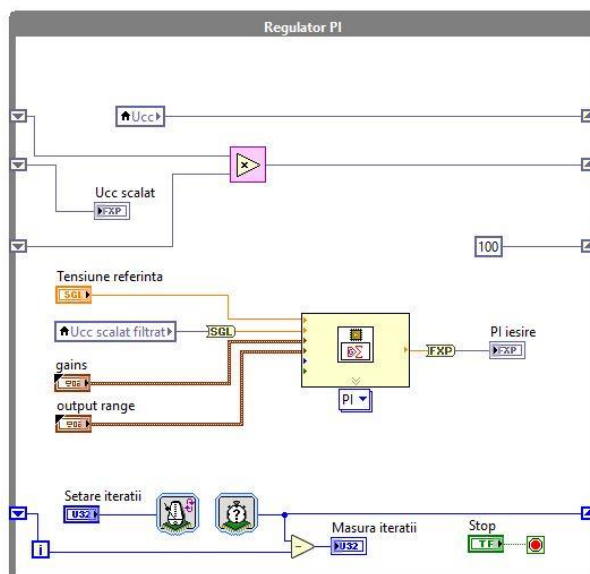 Regulator PI
Ucc
Ucc scalat
FXP
100
Tensiune referinta
SGL
Ucc scalat filtrat
SGL
PI iesire
FXP
FXP
gains
output range
PI
Setare iteratii
U32
Masura iteratii
U32
Stop
TF
i